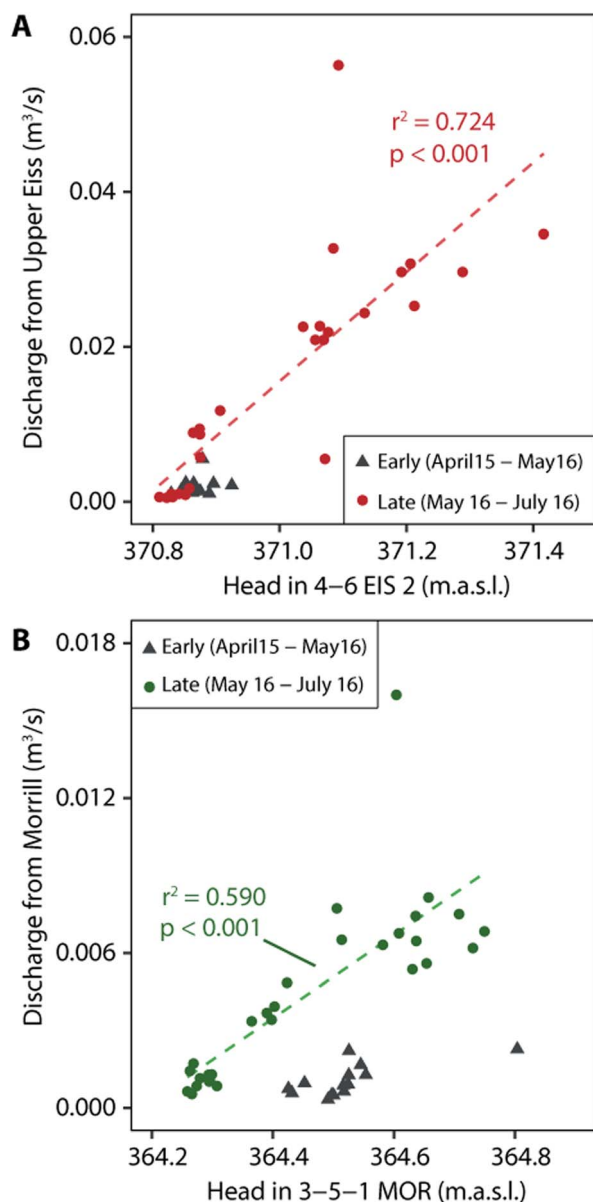 A
0.06
0.04
0.02
0.00
Discharge from Upper Eiss (m³/s)
r² = 0.724
p < 0.001
Early (April15 – May16)
Late (May 16 – July 16)
370.8 371.0 371.2 371.4
Head in 4–6 EIS 2 (m.a.s.l.)
B
0.018
0.012
0.006
0.000
Discharge from Morrill (m³/s)
Early (April15 – May16)
Late (May 16 – July 16)
r² = 0.590
p < 0.001
364.2 364.4 364.6 364.8
Head in 3–5–1 MOR (m.a.s.l.)